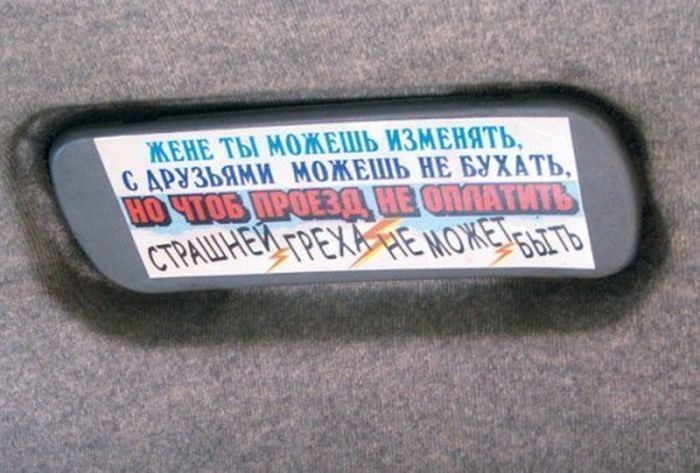 ЖЕНЕ ТЫ МОЖЕШЬ ИЗМЕНЯТЬ,
С ДРУЗЬЯМИ МОЖЕШЬ НЕ БУХАТЬ,
НО ЧТОБ ПРОЕЗД НЕ ОПЛАТИТЬ
СТРАШНЕЙ ГРЕХА НЕ МОЖЕТ БЫТЬ